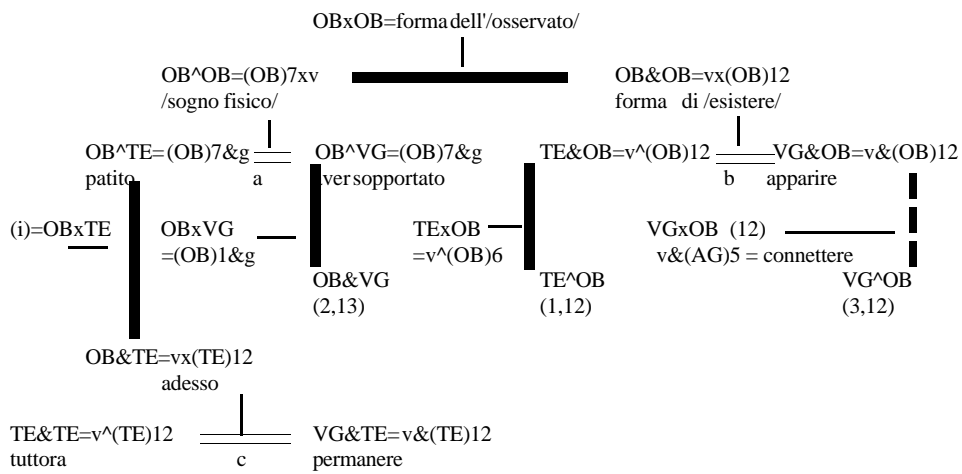 OBxOB=forma dell'/osservato/
OB^OB=(OB)7xv OB&OB=vx(OB)12
/sogno fisico/ forma di /esistere/
OB^TE=(OB)7&g OB^VG=(OB)7&g TE&OB=v^(OB)12 VG&OB=v&(OB)12
patito a ver sopportato b apparire
(i)=OBxTE OBxVG TExOB VGxOB (12)
=(OB)1&g =v^(OB)6 v&(AG)5 = connettere
OB&VG TE^OB VG^OB
(2,13) (1,12) (3,12)
OB&TE=vx(TE)12
adesso
TE&TE=v^(TE)12 VG&TE=v&(TE)12
tuttora c permanere